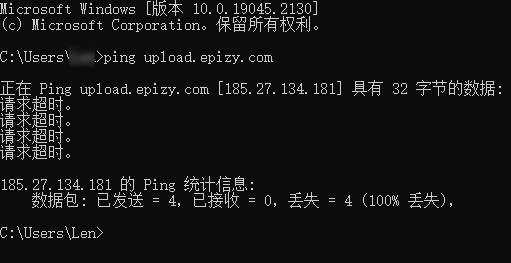 Microsoft Windows [版本 10.0.19045.2130]
(c) Microsoft Corporation。保留所有权利。
C:\Users\>ping upload.epizy.com
正在 Ping upload.epizy.com [185.27.134.181] 具有 32 字节的数据:
请求超时。
请求超时。
请求超时。
请求超时。
185.27.134.181 的 Ping 统计信息:
数据包: 已发送 = 4，已接收 = 0，丢失 = 4 (100% 丢失)，
C:\Users\Len>